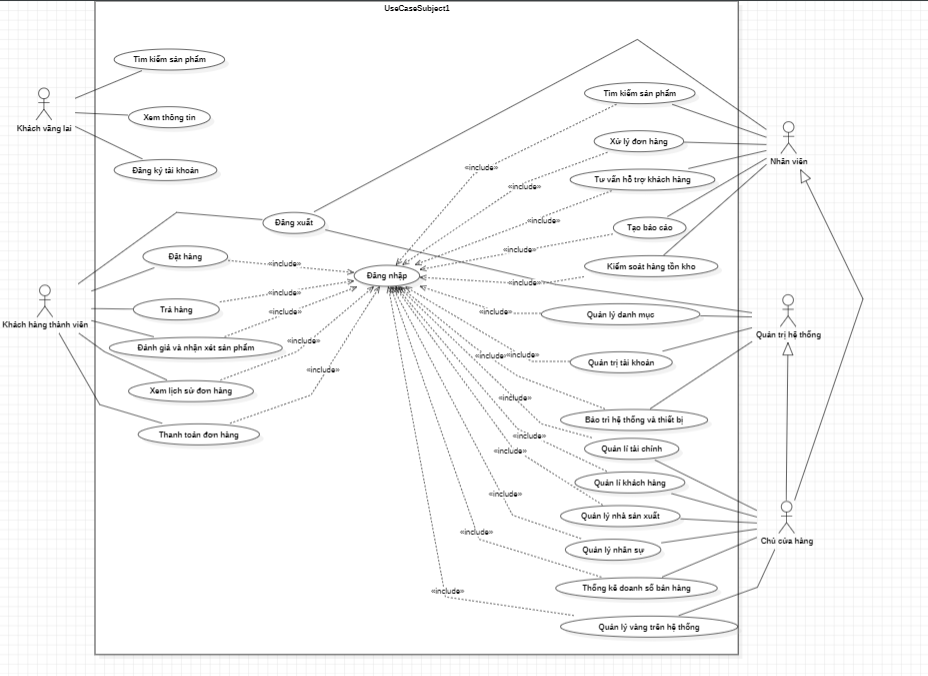 UseCaseSubject1
Tìm kiếm sản phẩm
Khách vãng lai
Xem thông tin
Đăng ký tài khoản
Tìm kiếm sản phẩm
Xử lý đơn hàng
Nhân viên
«include»
Tư vấn hỗ trợ khách hàng
«include»
Đăng xuất
«include»
Tạo báo cáo
Đặt hàng
«include»
«include»
Kiểm soát hàng tồn kho
Đăng nhập
«include»
«include»
Trả hàng
«include»
«include»
Quản lý danh mục
Khách hàng thành viên
Quản trị hệ thống
Đánh giá và nhận xét sản phẩm
«include»
«include»
«include»
Quản trị tài khoản
Xem lịch sử đơn hàng
«include»
«include»
Bảo trì hệ thống và thiết bị
Thanh toán đơn hàng
«include»
Quản lí tài chính
«include»
Quản lí khách hàng
«include»
Quản lý nhà sản xuất
«include»
Chủ cửa hàng
Quản lý nhân sự
Thống kê doanh số bán hàng
«include»
Quản lý vàng trên hệ thống